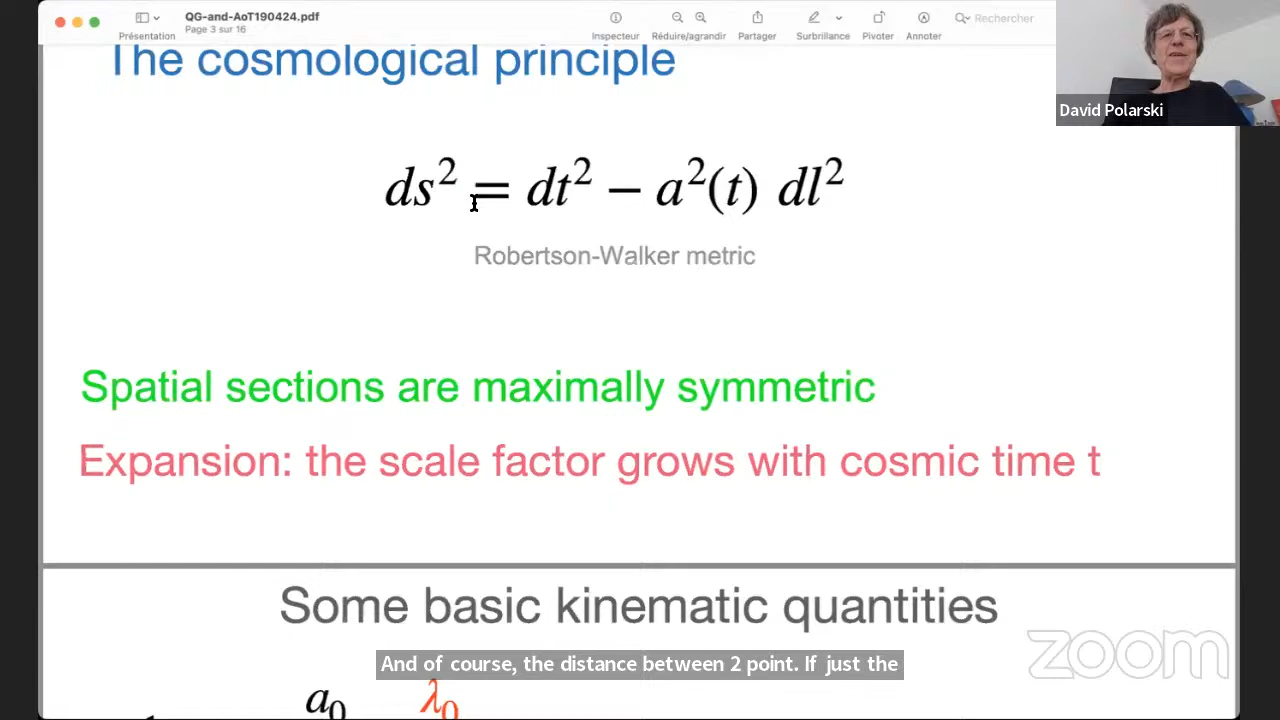 QG-and-AoT190424.pdf
Page 3 sur 16
Présentation
Inspecteur
Réduire/agrandir
Partager
Surbrillance
Pivoter
Annoter
Rechercher
David Polarski
The cosmological principle
ds² = dt² − a²(t) dl²
Robertson-Walker metric
Spatial sections are maximally symmetric
Expansion: the scale factor grows with cosmic time t
Some basic kinematic quantities
zoom
And of course, the distance between 2 point. If just the
a₀ λ₀